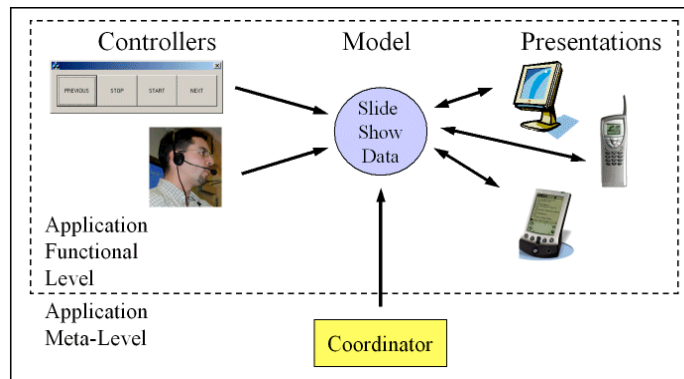 Controllers
Model
Presentations
PREVIOUS
STOP
START
NEXT
Slide
Show
Data
Application
Functional
Level
Application
Meta-Level
Coordinator